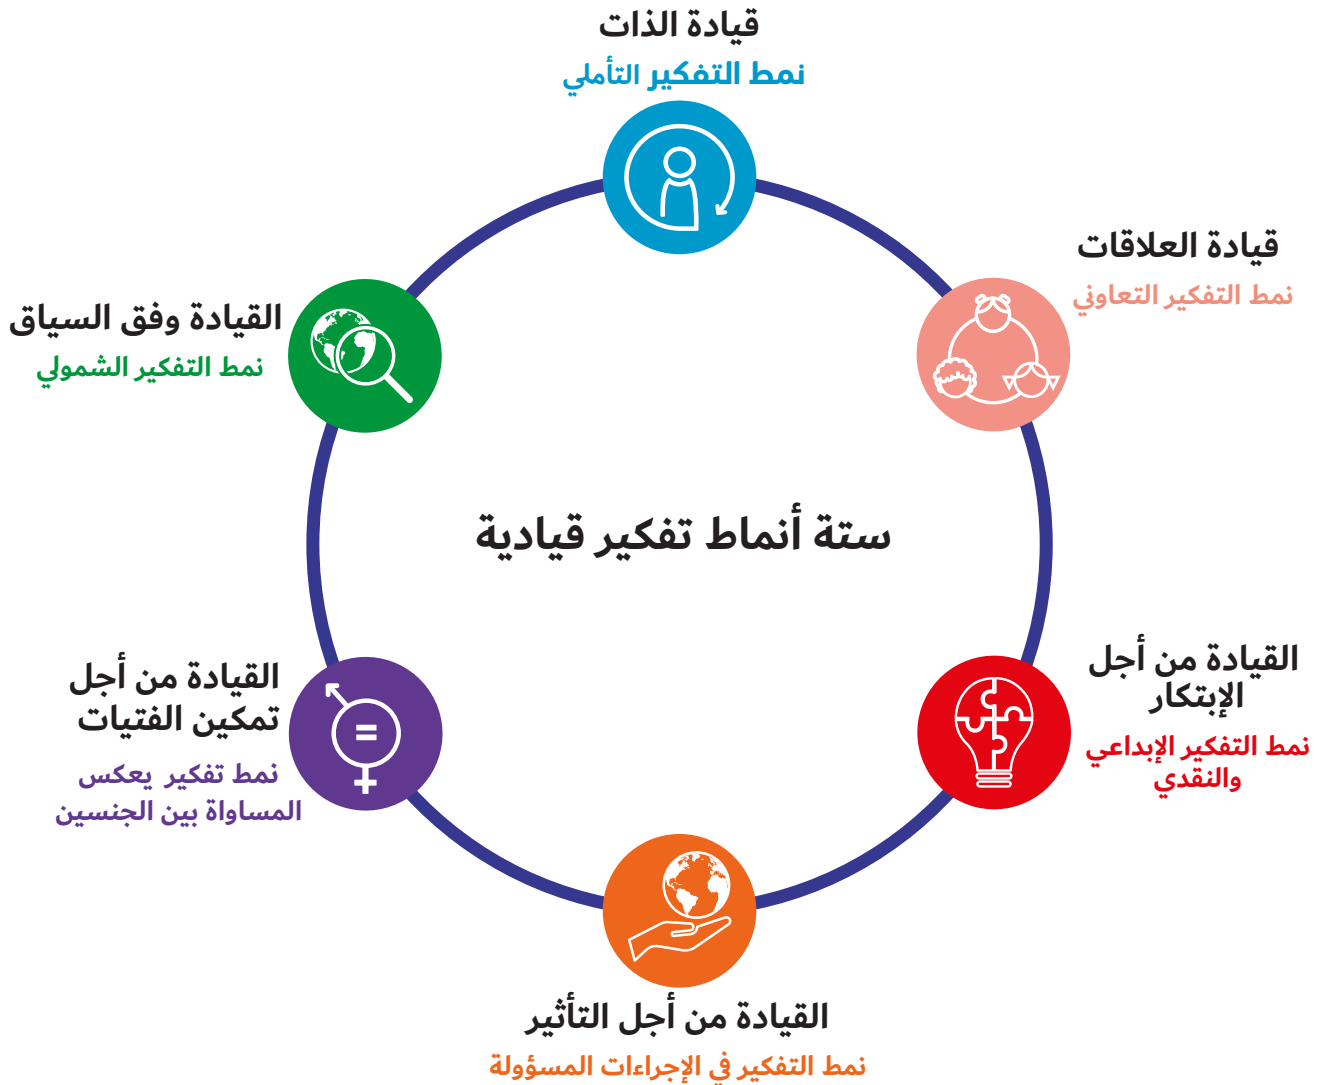 قيادة الذات
نمط التفكير التأملي
قيادة العلاقات
نمط التفكير التعاوني
القيادة وفق السياق
نمط التفكير الشمولي
ستة أنماط تفكير قيادية
القيادة من أجل
الإبتكار
نمط التفكير الإبداعي
والنقدي
القيادة من أجل
تمكين الفتيات
نمط تفكير يعكس
المساواة بين الجنسين
القيادة من أجل التأثير
نمط التفكير في الإجراءات المسؤولة